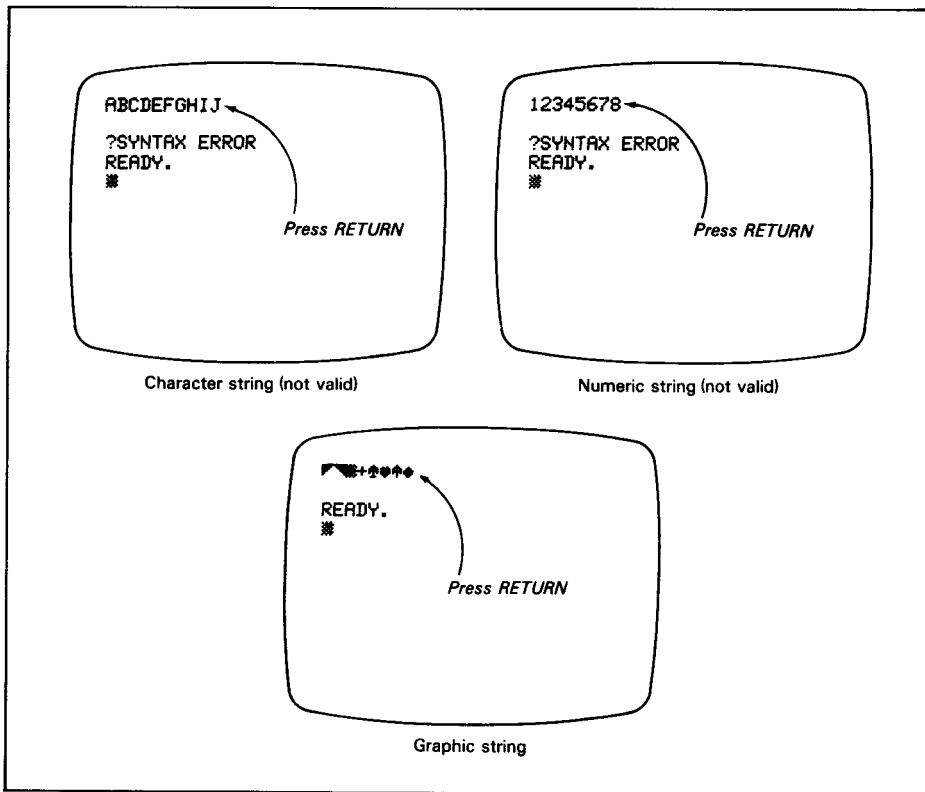 ABCDEFGHIJ
?SYNTAX ERROR
READY.
Press RETURN
Character string (not valid)
12345678
?SYNTAX ERROR
READY.
Press RETURN
Numeric string (not valid)
+♠♥♠♦
READY.
Press RETURN
Graphic string